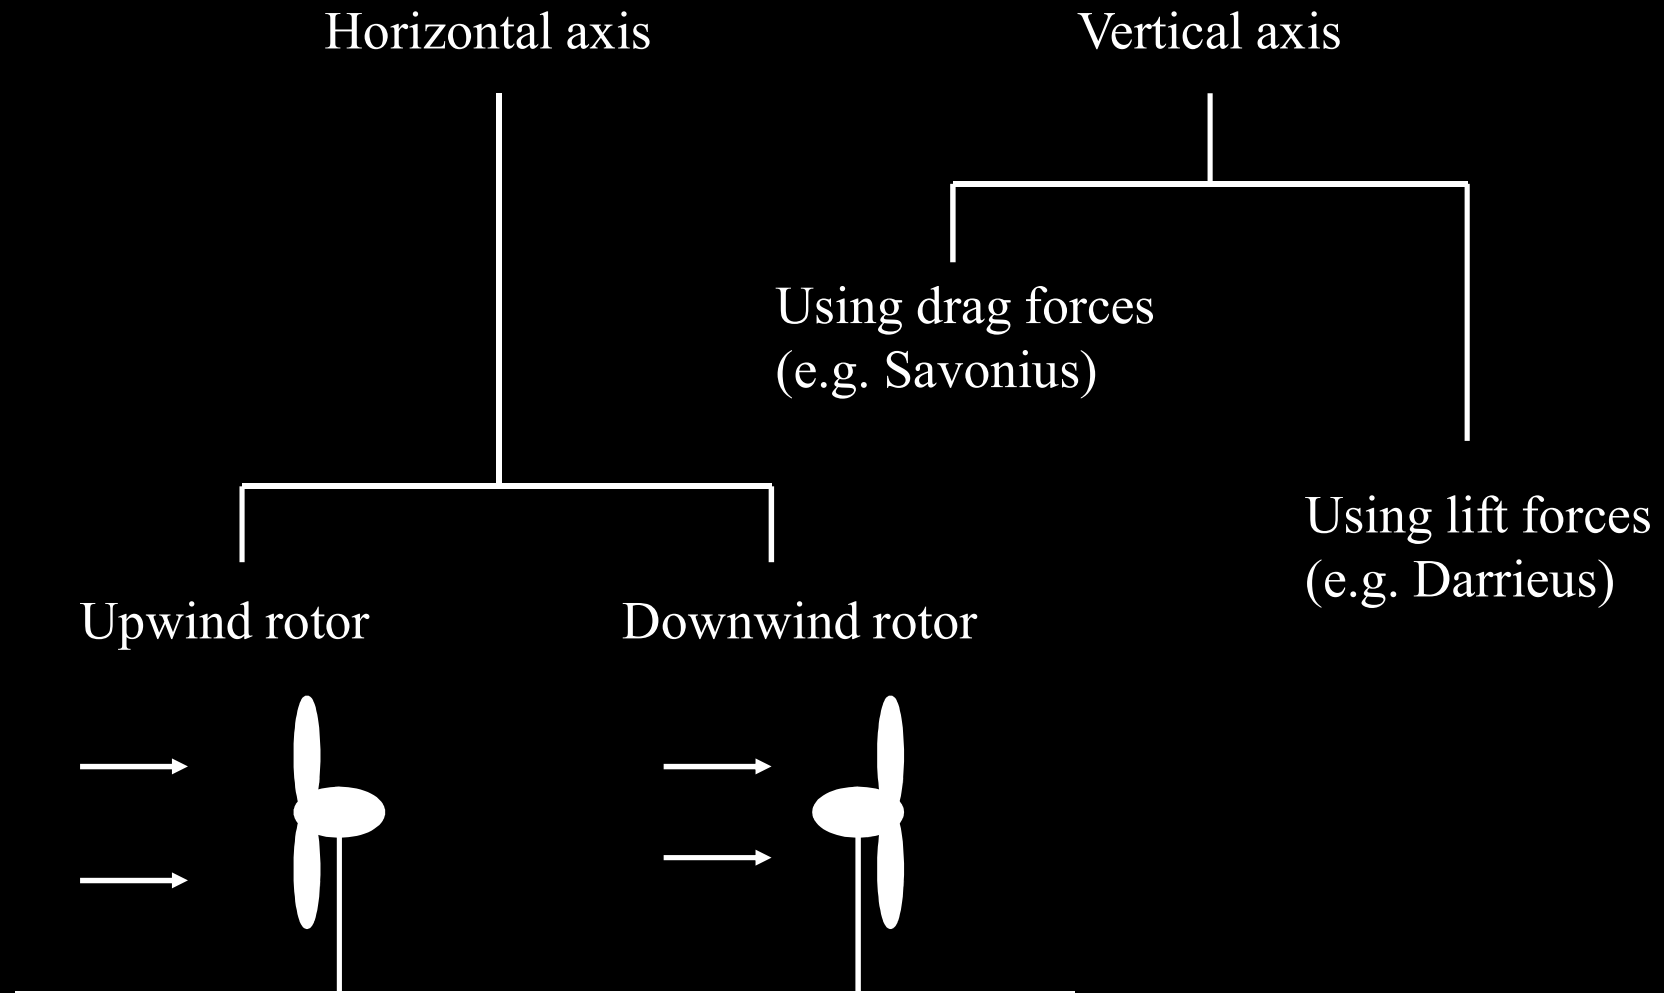 Horizontal axis
Vertical axis
Using drag forces
(e.g. Savonius)
Using lift forces
(e.g. Darrieus)
Upwind rotor
Downwind rotor